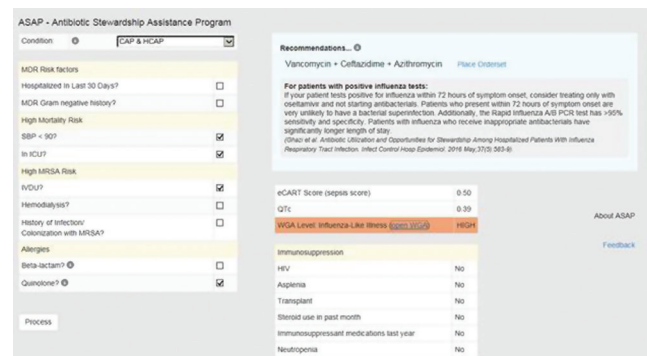 ASAP - Antibiotic Stewardship Assistance Program
Condition
CAP & HCAP
MDR Risk factors
Hospitalized In Last 30 Days?
MDR Gram negative history?
High Mortality Risk
SBP < 90?
In ICU?
High MRSA Risk
IVDU?
Hemodialysis?
History of Infection/
Colonization with MRSA?
Allergies
Beta-lactam?
Quinolone?
Process
Recommendations...
Vancomycin + Ceftazidime + Azithromycin Place Orderset
For patients with positive influenza tests:
If your patient tests positive for influenza within 72 hours of symptom onset, consider treating only with
oseltamivir and not starting antibacterials. Patients who present within 72 hours of symptom onset are
very unlikely to have a bacterial superinfection. Additionally, the Rapid Influenza A/B PCR test has >95%
sensitivity and specificity. Patients with influenza who receive inappropriate antibacterials have
significantly longer length of stay.
(Ghazi et al. Antibiotic Utilization and Opportunities for Stewardship Among Hospitalized Patients With Influenza
Respiratory Tract Infection. Infect Control Hosp Epidemiol. 2016 May;37(5) 583-9)
eCART Score (sepsis score) 0.50
QTc 0.39
WGA Level: Influenza-Like Illness (open WGA) HIGH
Immunosuppression
HIV No
Asplenia No
Transplant No
Steroid use in past month No
Immunosuppressant medications last year No
Neutropenia No
About ASAP
Feedback